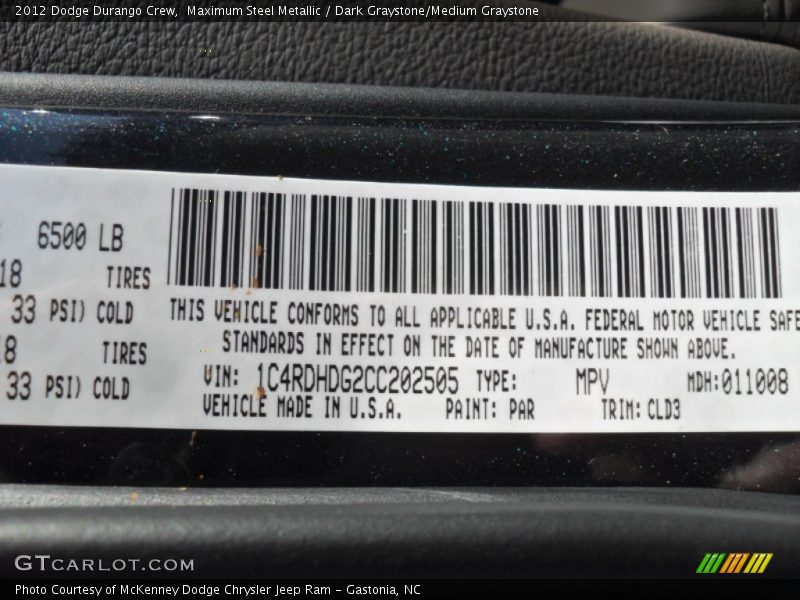 2012 Dodge Durango Crew, Maximum Steel Metallic / Dark Graystone/Medium Graystone
6500 LB
18 TIRES
33 PSI) COLD
THIS VEHICLE CONFORMS TO ALL APPLICABLE U.S.A. FEDERAL MOTOR VEHICLE SAFE
8 TIRES
STANDARDS IN EFFECT ON THE DATE OF MANUFACTURE SHOWN ABOVE.
33 PSI) COLD
VIN: 1C4RDHDG2CC202505 TYPE: MPV MDH:011008
VEHICLE MADE IN U.S.A. PAINT: PAR TRIM: CLD3
GTCARLOT.COM
Photo Courtesy of McKenney Dodge Chrysler Jeep Ram - Gastonia, NC